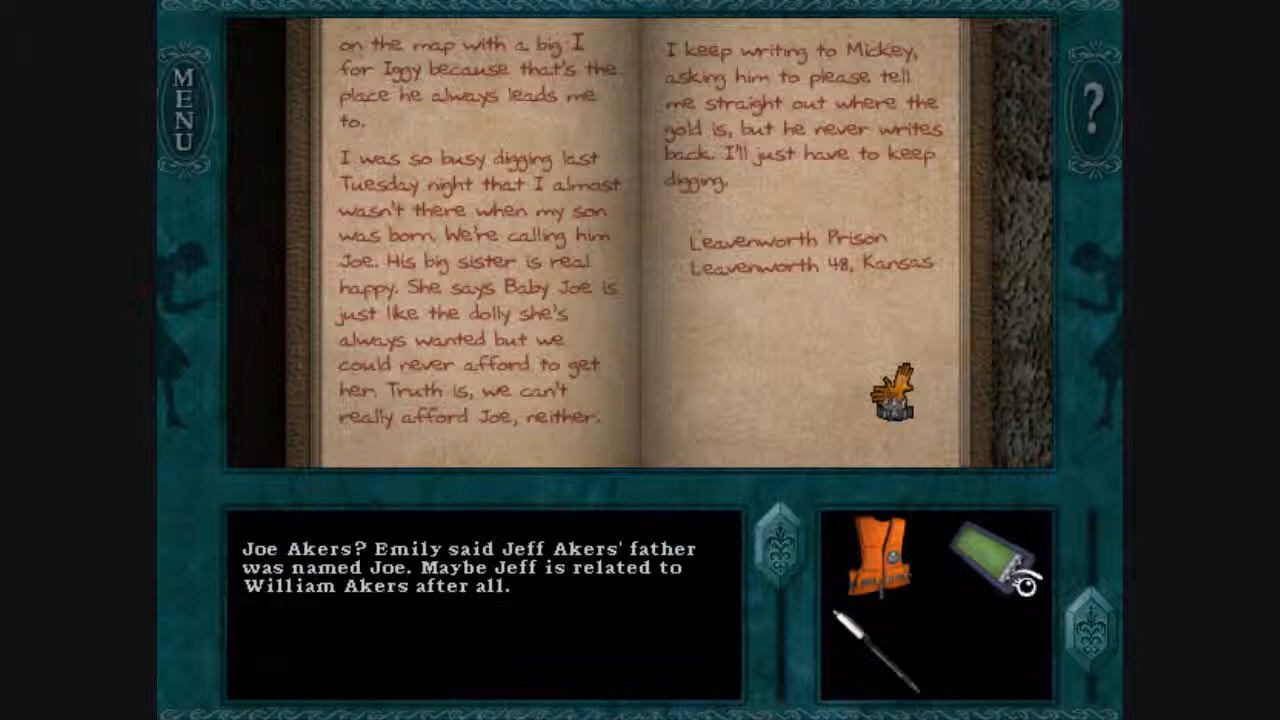 MENU
?
on the map with a big I
for Iggy because that's the
place he always leads me
to.
I was so busy digging last
Tuesday night that I almost
wasn't there when my son
was born. We're calling him
Joe. His big sister is real
happy. She says Baby Joe is
just like the dolly she's
always wanted but we
could never afford to get
her. Truth is, we can't
really afford Joe, neither.
I keep writing to Mickey,
asking him to please tell
me straight out where the
gold is, but he never writes
back. I'll just have to keep
digging.
Leavenworth Prison
Leavenworth 48, Kansas
Joe Akers? Emily said Jeff Akers' father
was named Joe. Maybe Jeff is related to
William Akers after all.